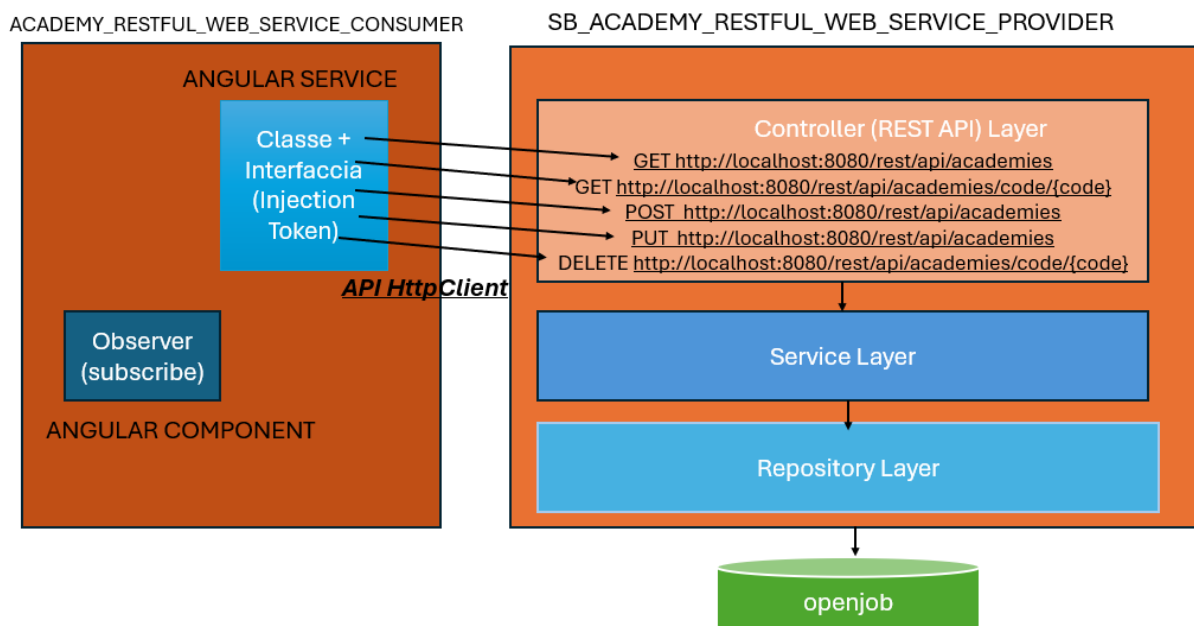 ACADEMY_RESTFUL_WEB_SERVICE_CONSUMER
SB_ACADEMY_RESTFUL_WEB_SERVICE_PROVIDER
ANGULAR SERVICE
Classe +
Interfaccia
(Injection
Token)
Controller (REST API) Layer
GET http://localhost:8080/rest/api/academies
GET http://localhost:8080/rest/api/academies/code/{code}
POST http://localhost:8080/rest/api/academies
PUT http://localhost:8080/rest/api/academies
DELETE http://localhost:8080/rest/api/academies/code/{code}
API HttpClient
Observer
(subscribe)
ANGULAR COMPONENT
Service Layer
Repository Layer
openjob